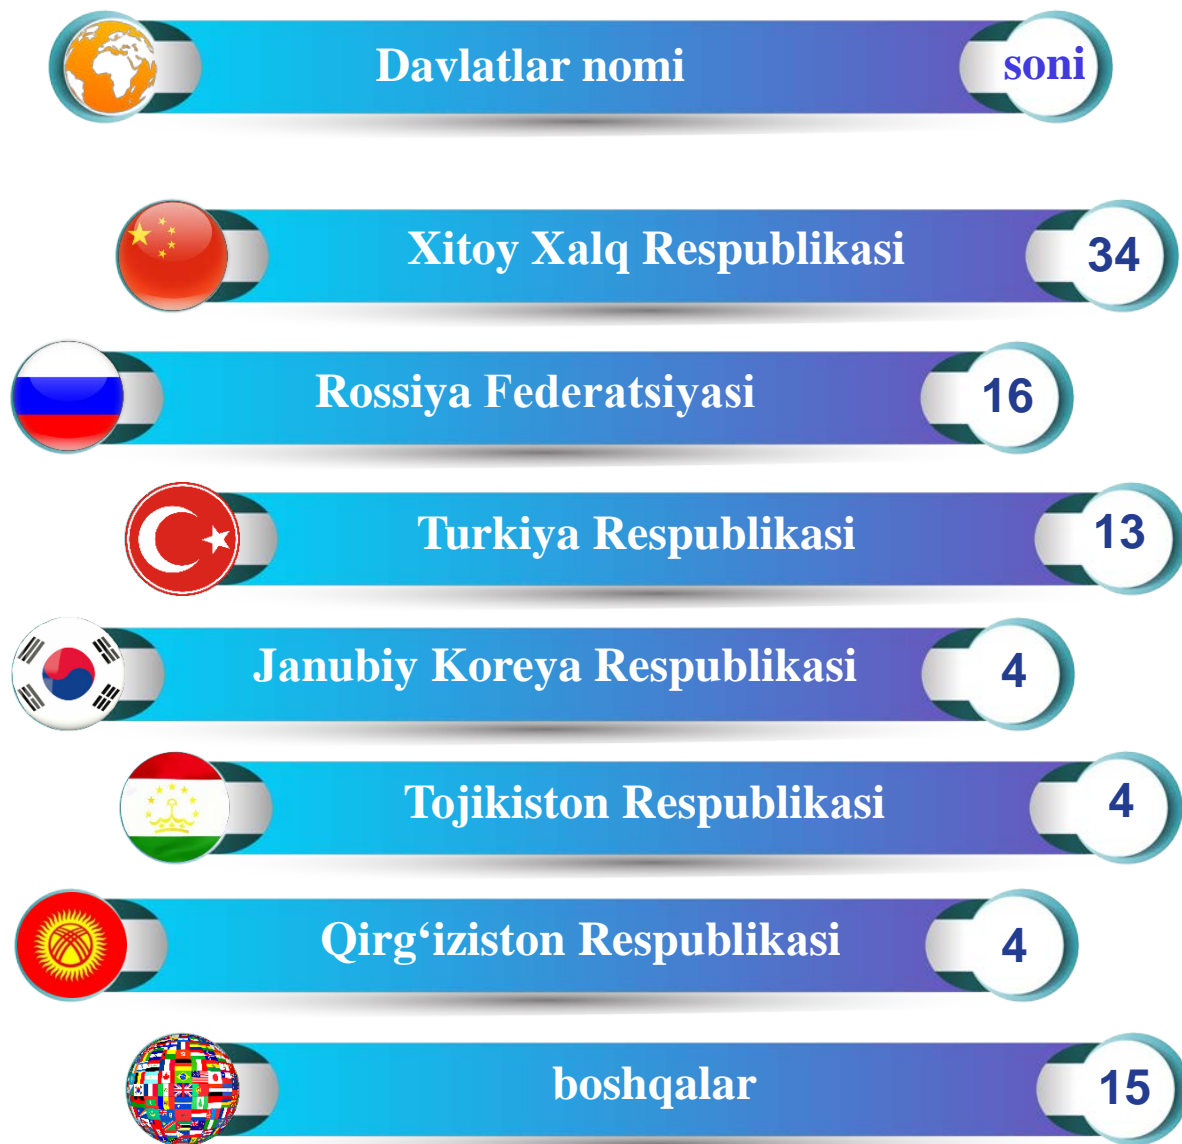 Davlatlar nomi soni
Xitoy Xalq Respublikasi 34
Rossiya Federatsiyasi 16
Turkiya Respublikasi 13
Janubiy Koreya Respublikasi 4
Tojikiston Respublikasi 4
Qirg‘iziston Respublikasi 4
boshqalar 15